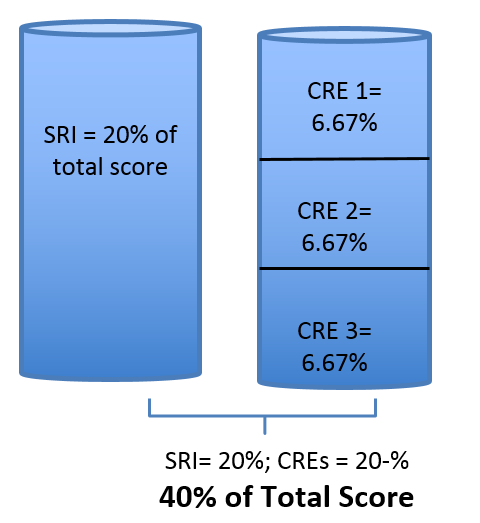 SRI = 20% of
total score
CRE 1=
6.67%
CRE 2=
6.67%
CRE 3=
6.67%
SRI= 20%; CREs = 20-%
40% of Total Score